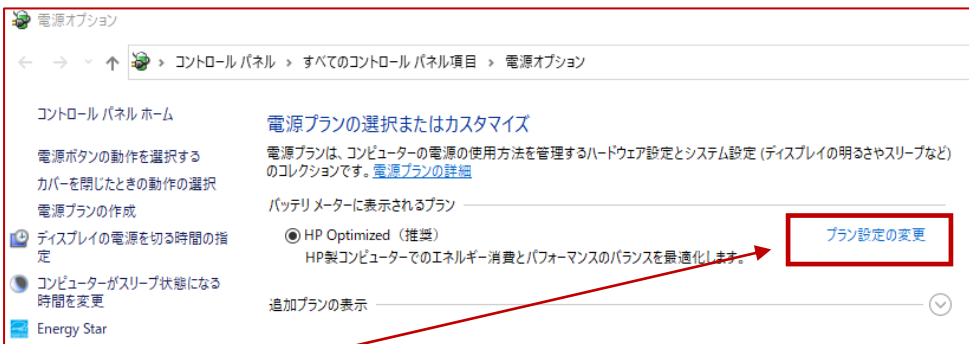 電源オプション
コントロール パネル › すべてのコントロール パネル項目 › 電源オプション
コントロール パネル ホーム
電源ボタンの動作を選択する
カバーを閉じたときの動作の選択
電源プランの作成
ディスプレイの電源を切る時間の指
定
コンピューターがスリープ状態になる
時間を変更
Energy Star
電源プランの選択またはカスタマイズ
電源プランは、コンピューターの電源の使用方法を管理するハードウェア設定とシステム設定 (ディスプレイの明るさやスリープなど)
のコレクションです。電源プランの詳細
バッテリ メーターに表示されるプラン
HP Optimized（推奨）
プラン設定の変更
HP製コンピューターでのエネルギー消費とパフォーマンスのバランスを最適化します。
追加プランの表示